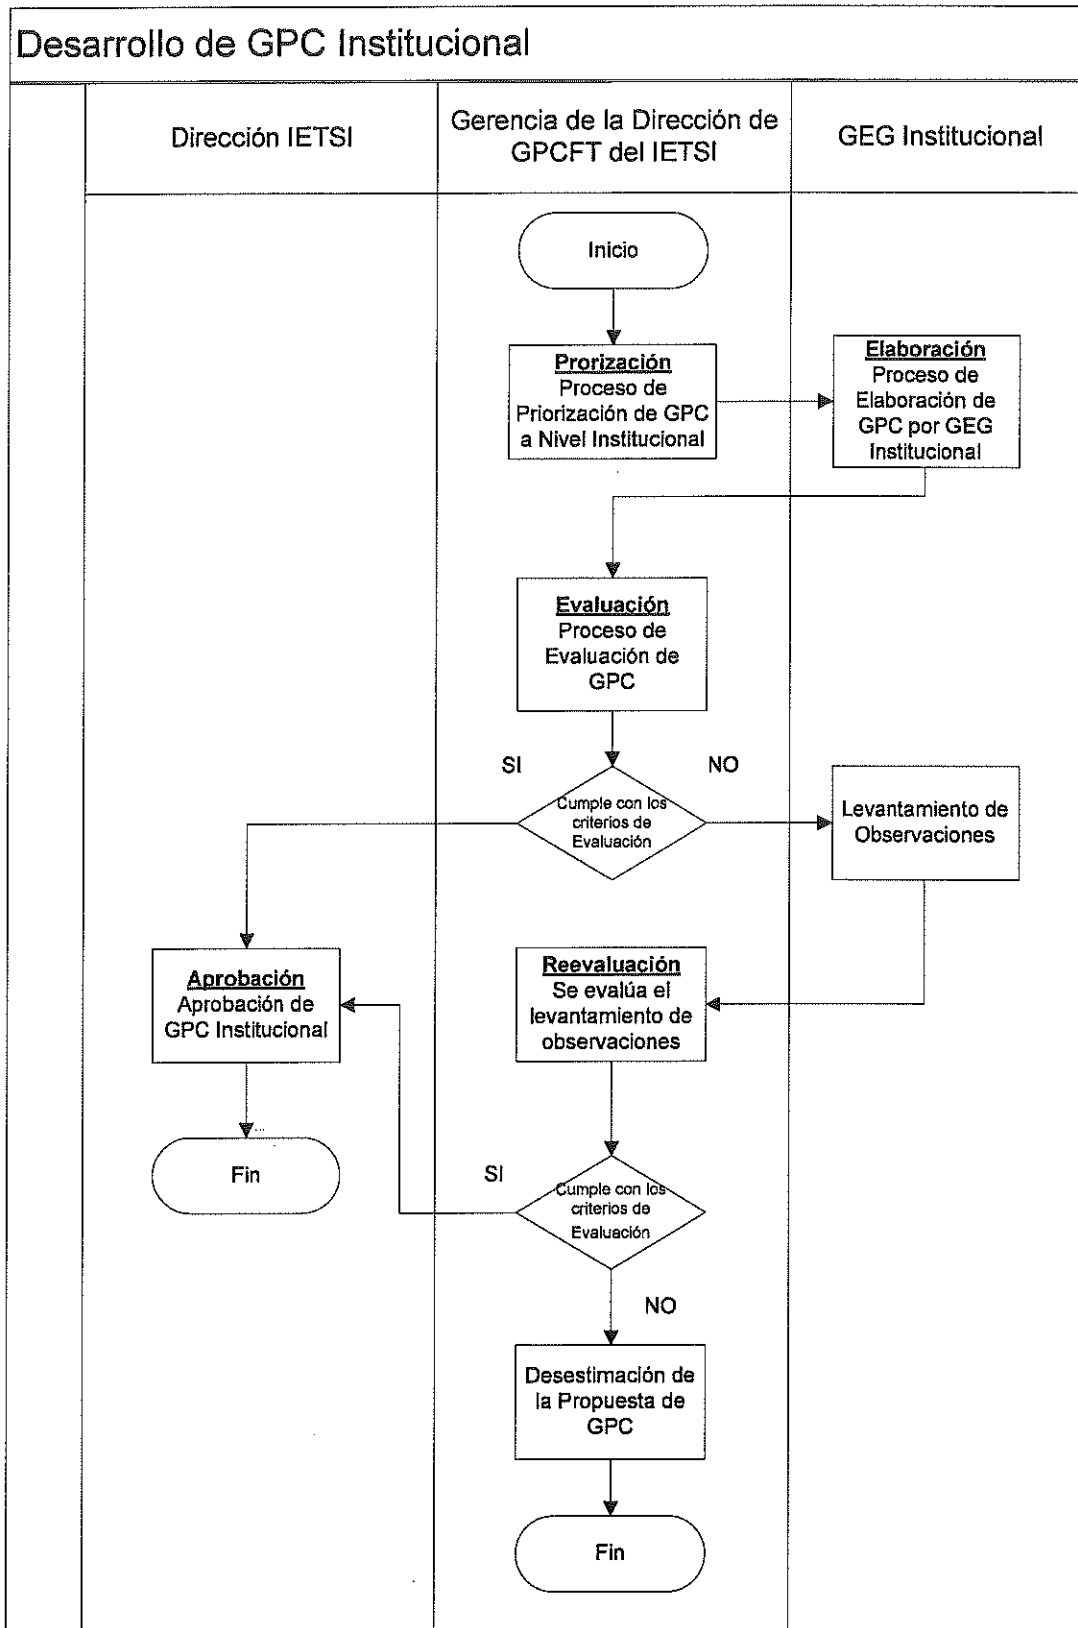 Desarrollo de GPC Institucional
Dirección IETSI
Gerencia de la Dirección de
GPCFT del IETSI
GEG Institucional
Inicio
Prorización
Proceso de
Priorización de GPC
a Nivel Institucional
Elaboración
Proceso de
Elaboración de
GPC por GEG
Institucional
Evaluación
Proceso de
Evaluación de
GPC
SI
NO
Cumple con los
criterios de
Evaluación
Levantamiento de
Observaciones
Aprobación
Aprobación de
GPC Institucional
Reevaluación
Se evalúa el
levantamiento de
observaciones
Fin
SI
Cumple con los
criterios de
Evaluación
NO
Desestimación de
la Propuesta de
GPC
Fin